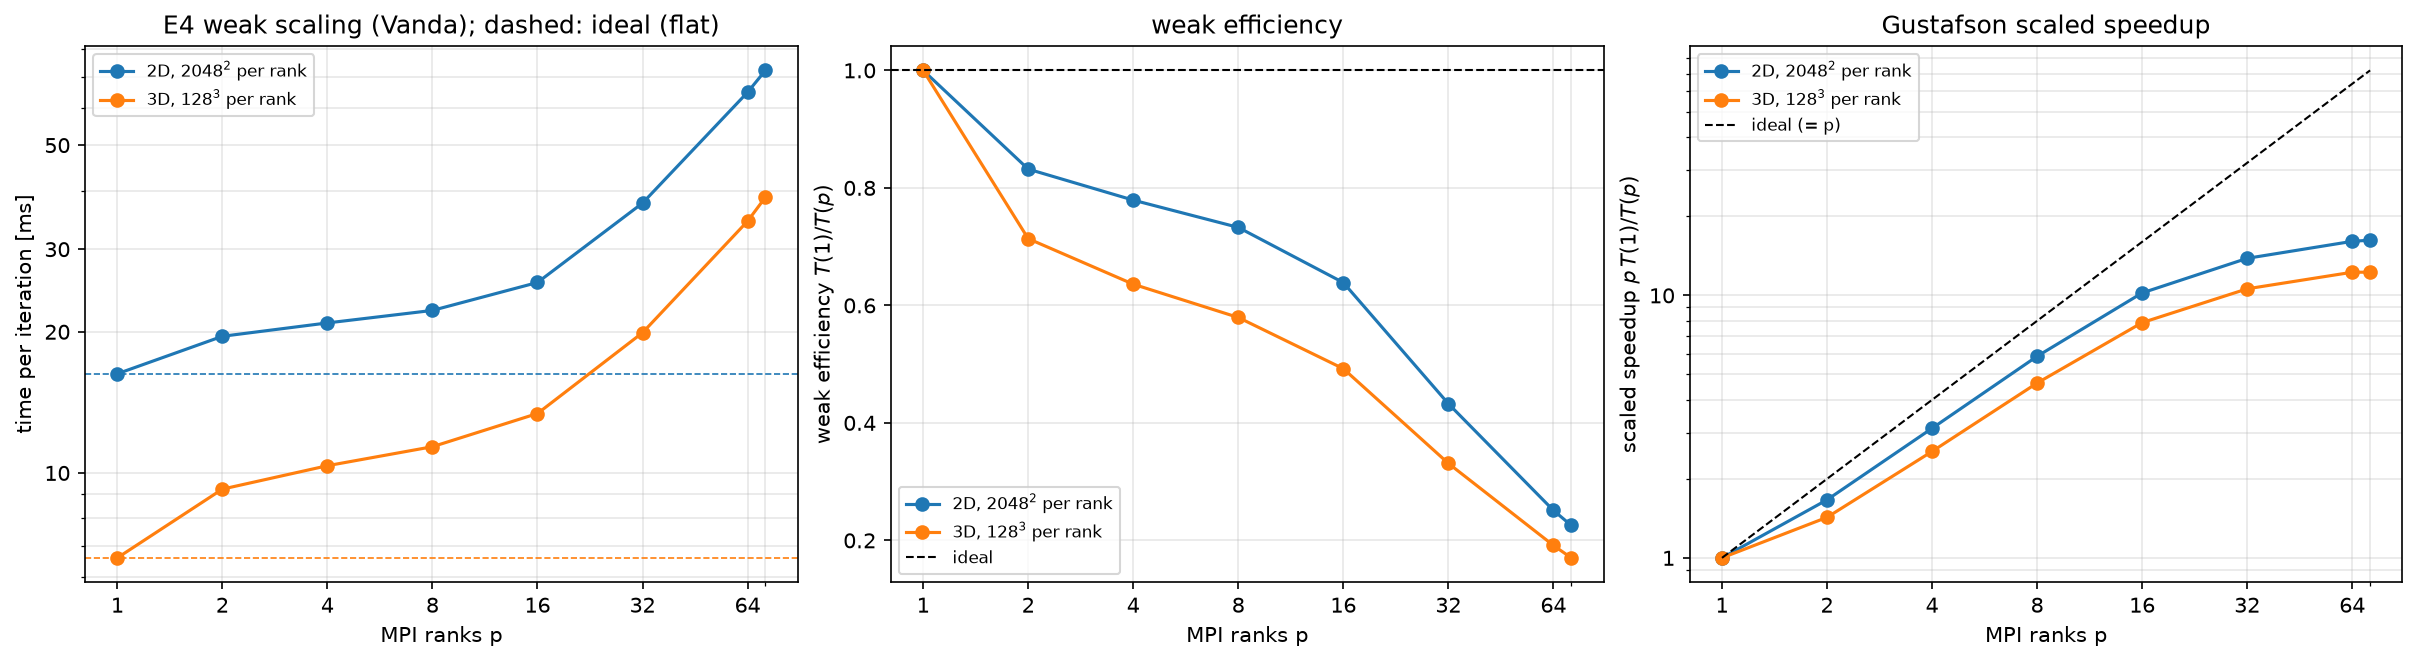 E4 weak scaling (Vanda); dashed: ideal (flat)
2D, 2048² per rank
3D, 128³ per rank
time per iteration [ms]
50
30
20
10
1 2 4 8 16 32 64
MPI ranks p
weak efficiency
weak efficiency T(1)/T(p)
1.0
0.8
0.6
0.4
0.2
2D, 2048² per rank
3D, 128³ per rank
ideal
1 2 4 8 16 32 64
MPI ranks p
Gustafson scaled speedup
2D, 2048² per rank
3D, 128³ per rank
ideal (= p)
scaled speedup p T(1)/T(p)
10
1
1 2 4 8 16 32 64
MPI ranks p